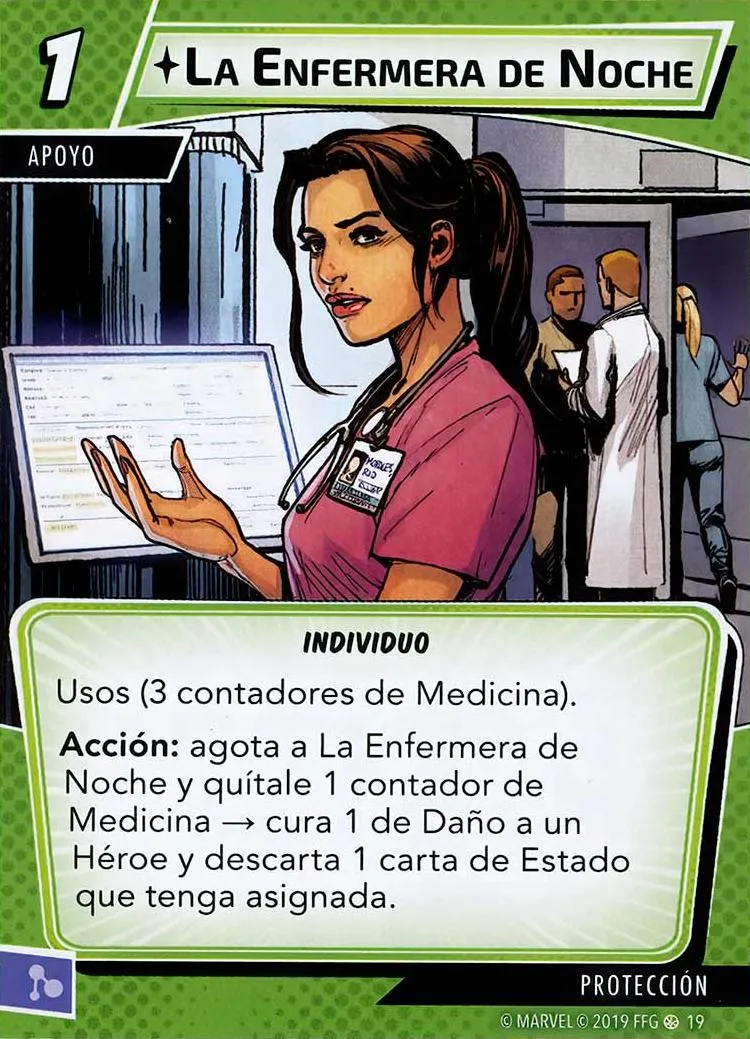 1
LA ENFERMERA DE NOCHE
APOYO
MORALES,
RIO
INDIVIDUO
Usos (3 contadores de Medicina).
Acción: agota a La Enfermera de
Noche y quítale 1 contador de
Medicina → cura 1 de Daño a un
Héroe y descarta 1 carta de Estado
que tenga asignada.
PROTECCIÓN
© MARVEL © 2019 FFG 19